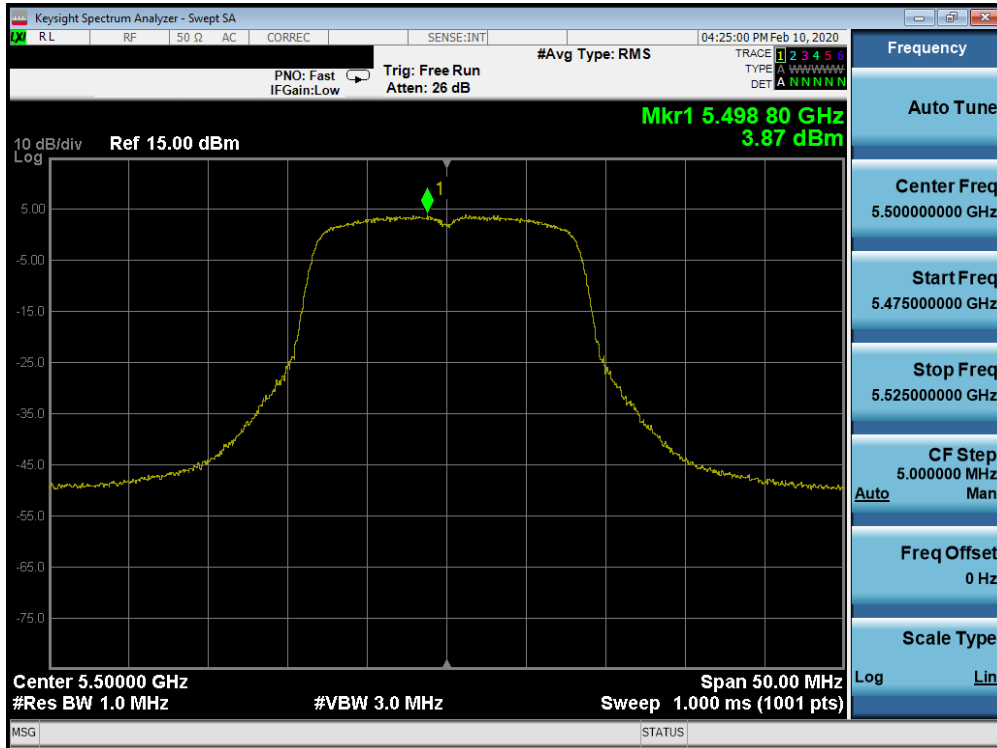 Keysight Spectrum Analyzer - Swept SA
LXI RL RF 50 Ω AC CORREC SENSE:INT 04:25:00 PM Feb 10, 2020
#Avg Type: RMS TRACE 1 2 3 4 5 6
PNO: Fast Trig: Free Run TYPE A WWWWW
IFGain:Low Atten: 26 dB DET A N N N N N
Mkr1 5.498 80 GHz
3.87 dBm
10 dB/div Ref 15.00 dBm
Log
1
5.00
-5.00
-15.0
-25.0
-35.0
-45.0
-55.0
-65.0
-75.0
Center 5.50000 GHz Span 50.00 MHz
#Res BW 1.0 MHz #VBW 3.0 MHz Sweep 1.000 ms (1001 pts)
MSG STATUS
Frequency
Auto Tune
Center Freq
5.500000000 GHz
Start Freq
5.475000000 GHz
Stop Freq
5.525000000 GHz
CF Step
5.000000 MHz
Auto Man
Freq Offset
0 Hz
Scale Type
Log Lin